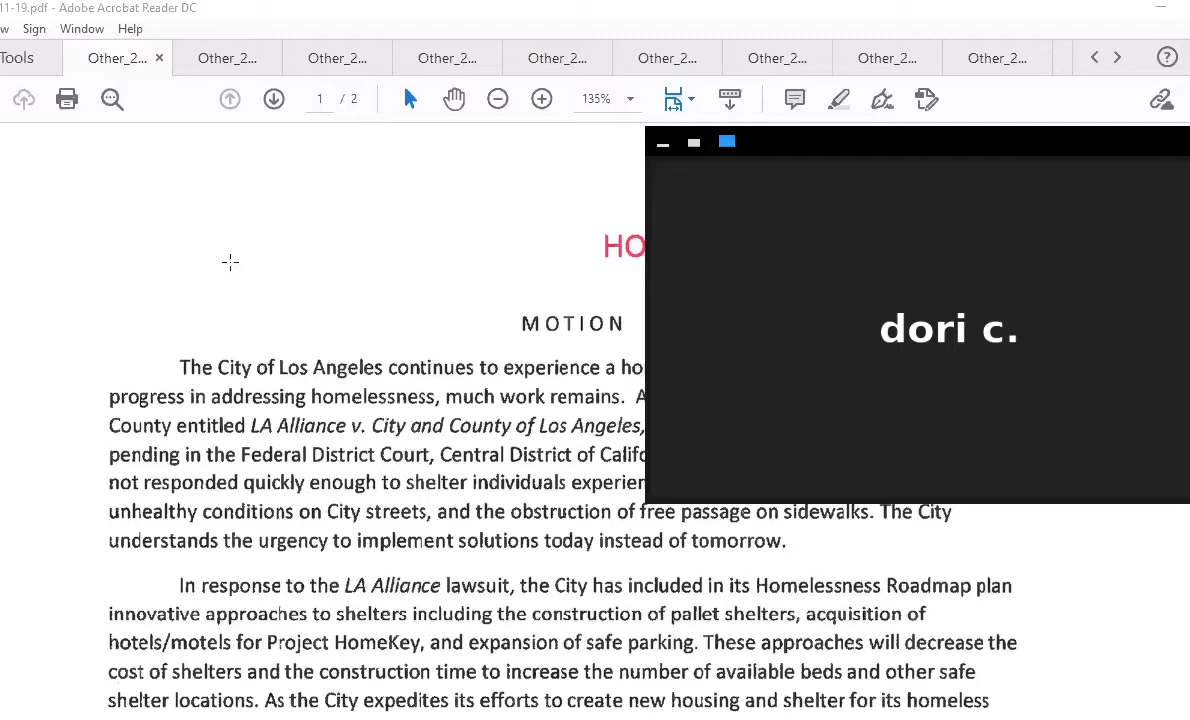 11-19.pdf - Adobe Acrobat Reader DC
w Sign Window Help
Tools Other_2... × Other_2... Other_2... Other_2... Other_2... Other_2... Other_2... Other_2... Other_2... ?
1 / 2 135%
HO
MOTION
dori c.
The City of Los Angeles continues to experience a ho
progress in addressing homelessness, much work remains. A
County entitled LA Alliance v. City and County of Los Angeles,
pending in the Federal District Court, Central District of Califo
not responded quickly enough to shelter individuals experien
unhealthy conditions on City streets, and the obstruction of free passage on sidewalks. The City
understands the urgency to implement solutions today instead of tomorrow.
In response to the LA Alliance lawsuit, the City has included in its Homelessness Roadmap plan
innovative approaches to shelters including the construction of pallet shelters, acquisition of
hotels/motels for Project HomeKey, and expansion of safe parking. These approaches will decrease the
cost of shelters and the construction time to increase the number of available beds and other safe
shelter locations. As the City expedites its efforts to create new housing and shelter for its homeless